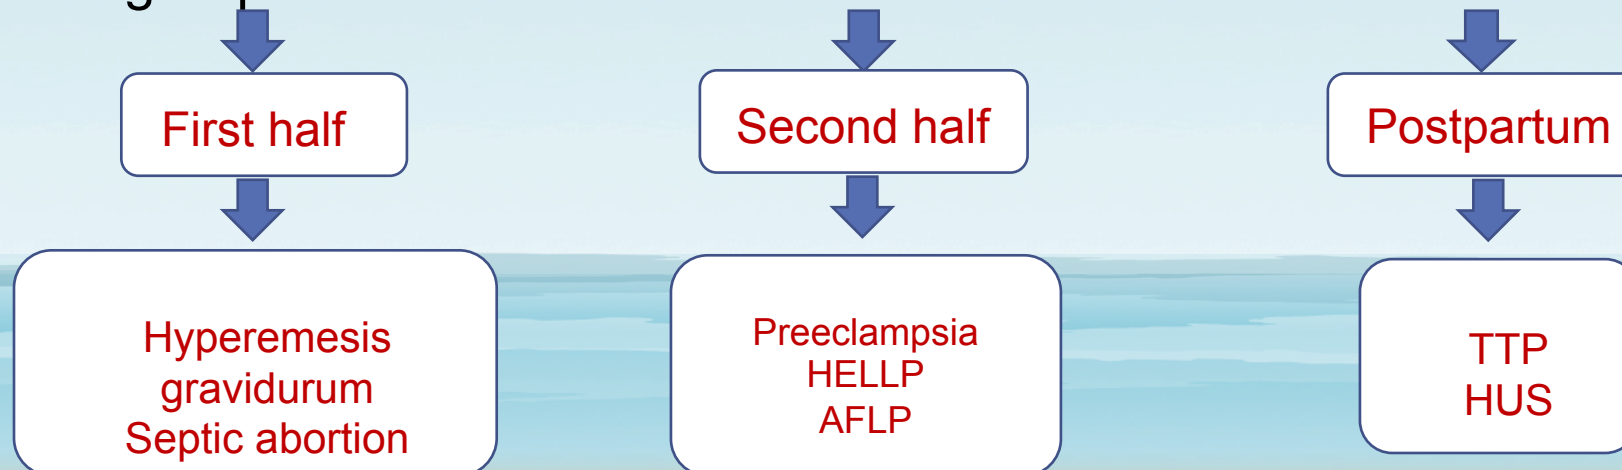 First half
Second half
Postpartum
Hyperemesis
gravidurum
Septic abortion
Preeclampsia
HELLP
AFLP
TTP
HUS